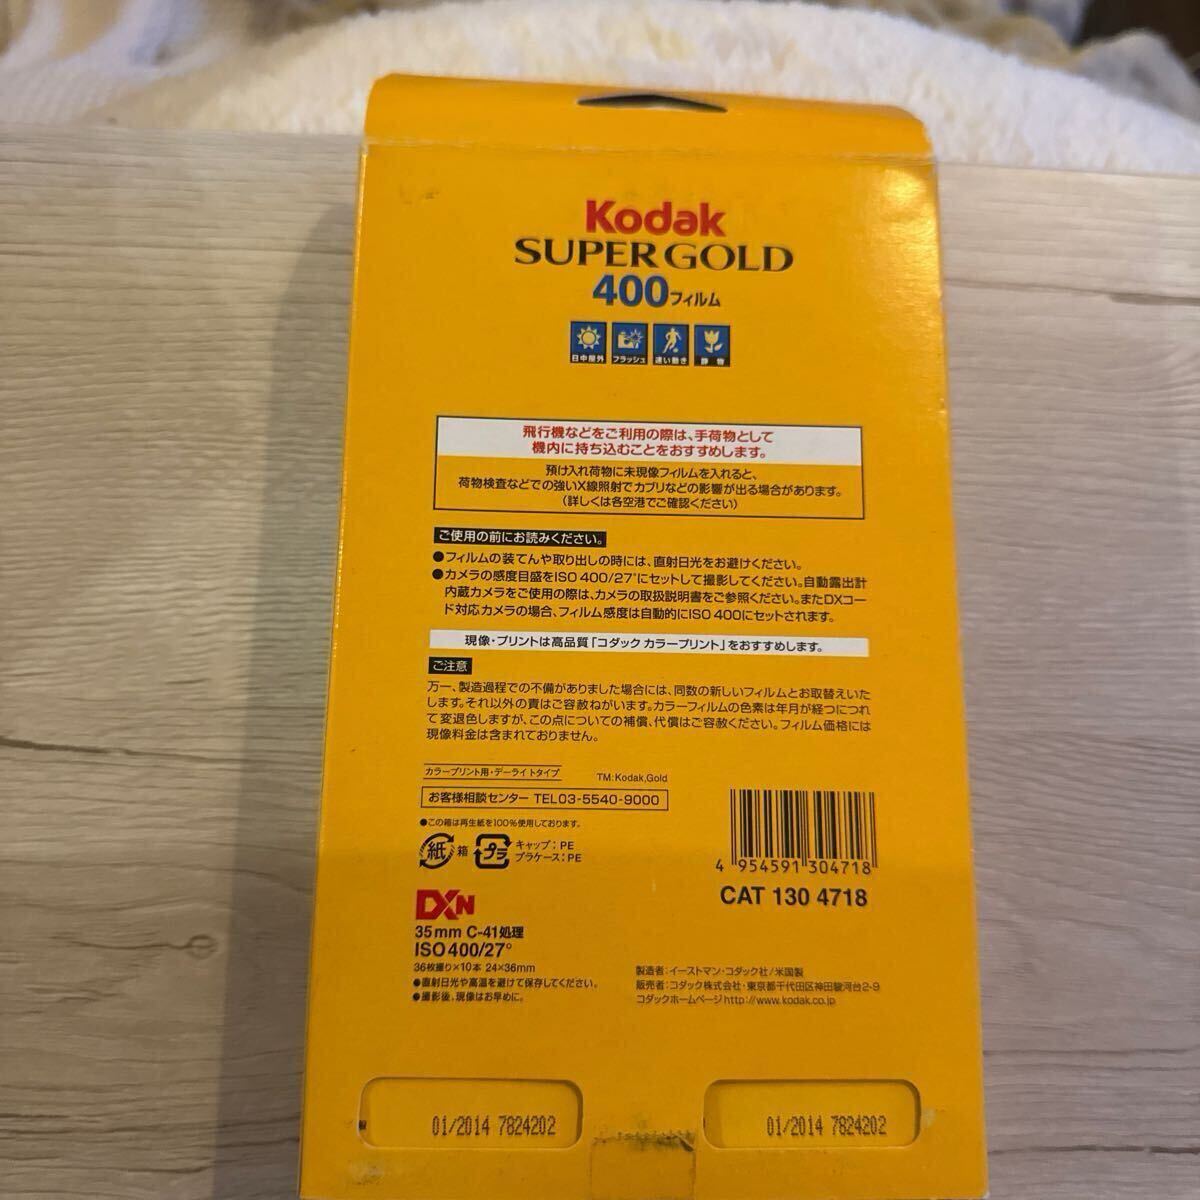 Kodak
SUPER GOLD
400フィルム
日中屋外 フラッシュ 速い動き 静物
飛行機などをご利用の際は、手荷物として
機内に持ち込むことをおすすめします。
預け入れ荷物に未現像フィルムを入れると、
荷物検査などでの強いX線照射でカブリなどの影響が出る場合があります。
(詳しくは各空港でご確認ください)
ご使用の前にお読みください。
●フィルムの装てんや取り出しの時には、直射日光をお避けください。
●カメラの感度目盛をISO 400/27°にセットして撮影してください。自動露出計
内蔵カメラをご使用の際は、カメラの取扱説明書をご参照ください。またDXコー
ド対応カメラの場合、フィルム感度は自動的にISO 400にセットされます。
現像・プリントは高品質「コダック カラープリント」をおすすめします。
ご注意
万一、製造過程での不備がありました場合には、同数の新しいフィルムとお取替えいた
します。それ以外の責はご容赦ねがいます。カラーフィルムの色素は年月が経つにつれ
て変退色しますが、この点についての補償、代償はご容赦ください。フィルム価格には
現像料金は含まれておりません。
カラープリント用・デーライトタイプ
TM:Kodak,Gold
お客様相談センター TEL03-5540-9000
●この箱は再生紙を100%使用しております。
紙 箱 プラ キャップ：PE
プラケース：PE
4 954591 304718
CAT 130 4718
DXN
35mm C-41処理
ISO 400/27°
36枚撮り×10本 24×36mm
●直射日光や高温を避けて保存してください。
●撮影後、現像はお早めに。
製造者：イーストマン・コダック社/米国製
販売者：コダック株式会社・東京都千代田区神田駿河台2-9
コダックホームページhttp://www.kodak.co.jp
01/2014 7824202
01/2014 7824202